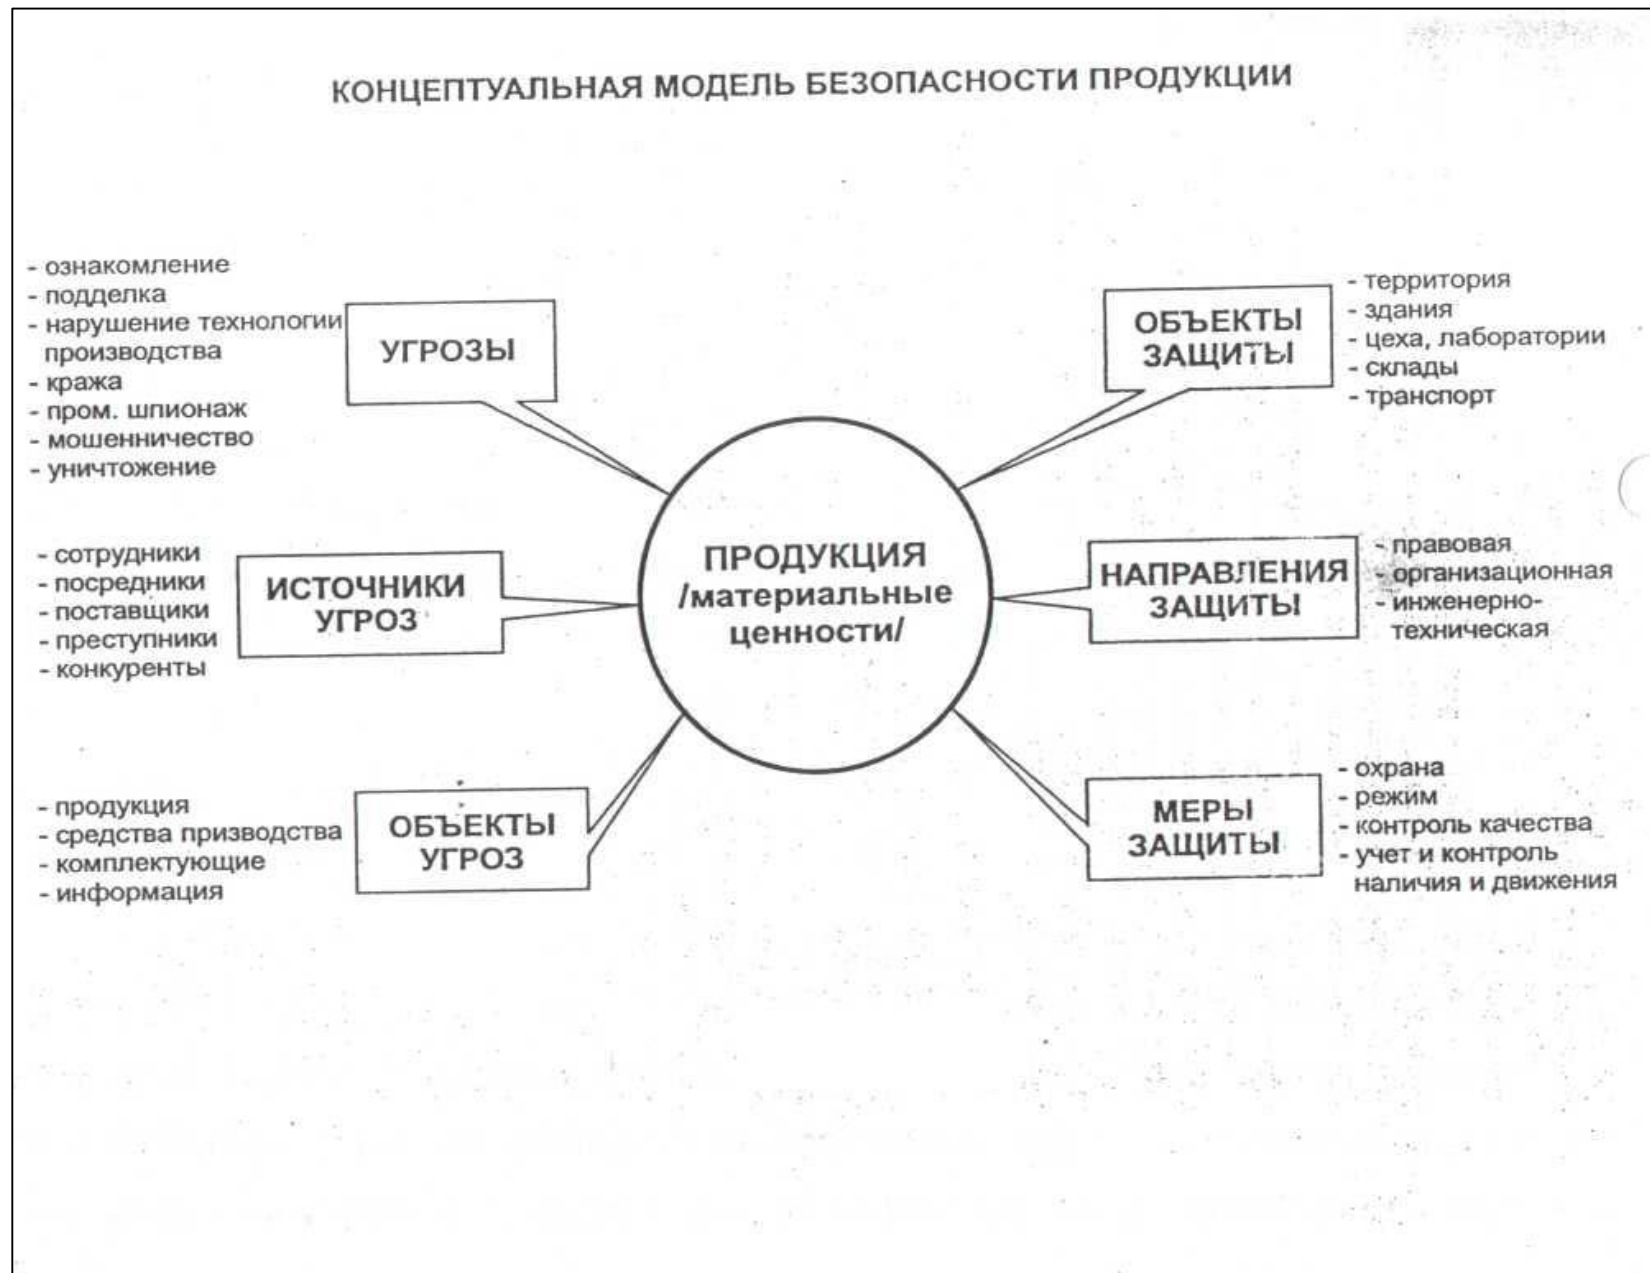 КОНЦЕПТУАЛЬНАЯ МОДЕЛЬ БЕЗОПАСНОСТИ ПРОДУКЦИИ
- ознакомление
- подделка
- нарушение технологии
производства
- кража
- пром. шпионаж
- мошенничество
- уничтожение
УГРОЗЫ
- сотрудники
- посредники
- поставщики
- преступники
- конкуренты
ИСТОЧНИКИ
УГРОЗ
- продукция
- средства призводства
- комплектующие
- информация
ОБЪЕКТЫ
УГРОЗ
ПРОДУКЦИЯ
/материальные
ценности/
ОБЪЕКТЫ
ЗАЩИТЫ
- территория
- здания
- цеха, лаборатории
- склады
- транспорт
НАПРАВЛЕНИЯ
ЗАЩИТЫ
- правовая
- организационная
- инженерно-
техническая
МЕРЫ
ЗАЩИТЫ
- охрана
- режим
- контроль качества
- учет и контроль
наличия и движения